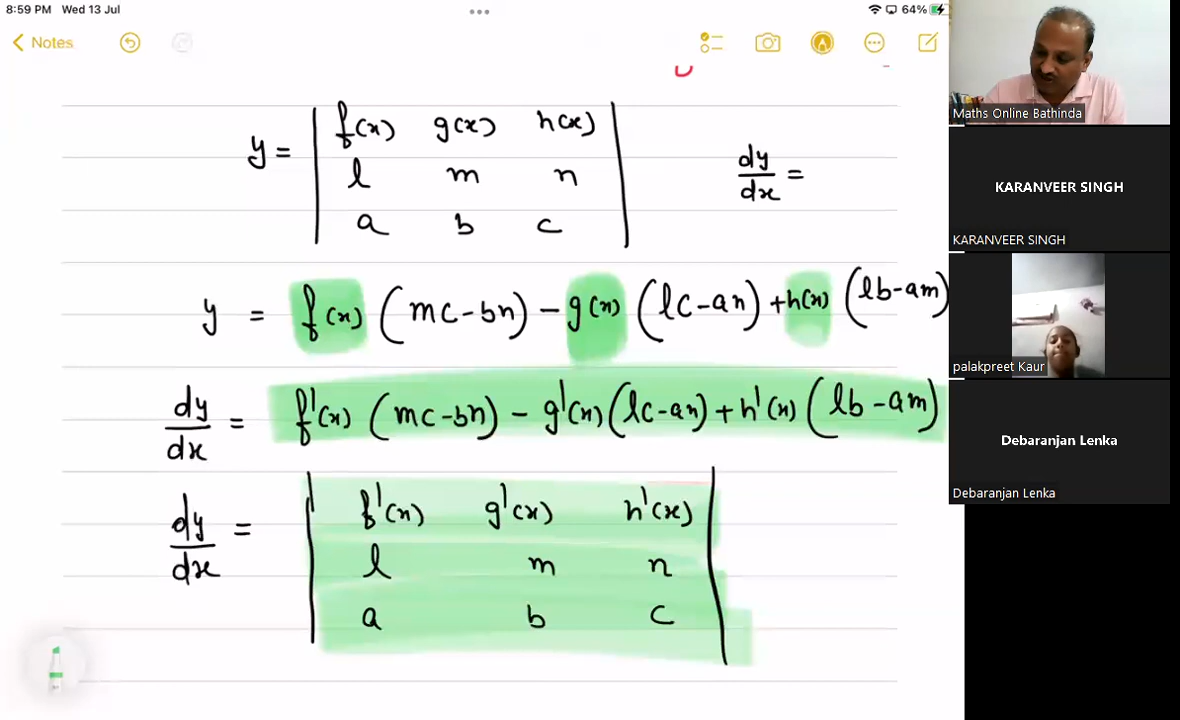 8:59 PM Wed 13 Jul
64%
Notes
y = | f(x) g(x) h(x) |
| l m n |
| a b c |
dy/dx =
y = f(x) (mc-bn) - g(x) (lc-an) + h(x) (lb-am)
dy/dx = f'(x) (mc-bn) - g'(x) (lc-an) + h'(x) (lb-am)
dy/dx = | f'(x) g'(x) h'(x) |
| l m n |
| a b c |
Maths Online Bathinda
KARANVEER SINGH
KARANVEER SINGH
palakpreet Kaur
Debaranjan Lenka
Debaranjan Lenka